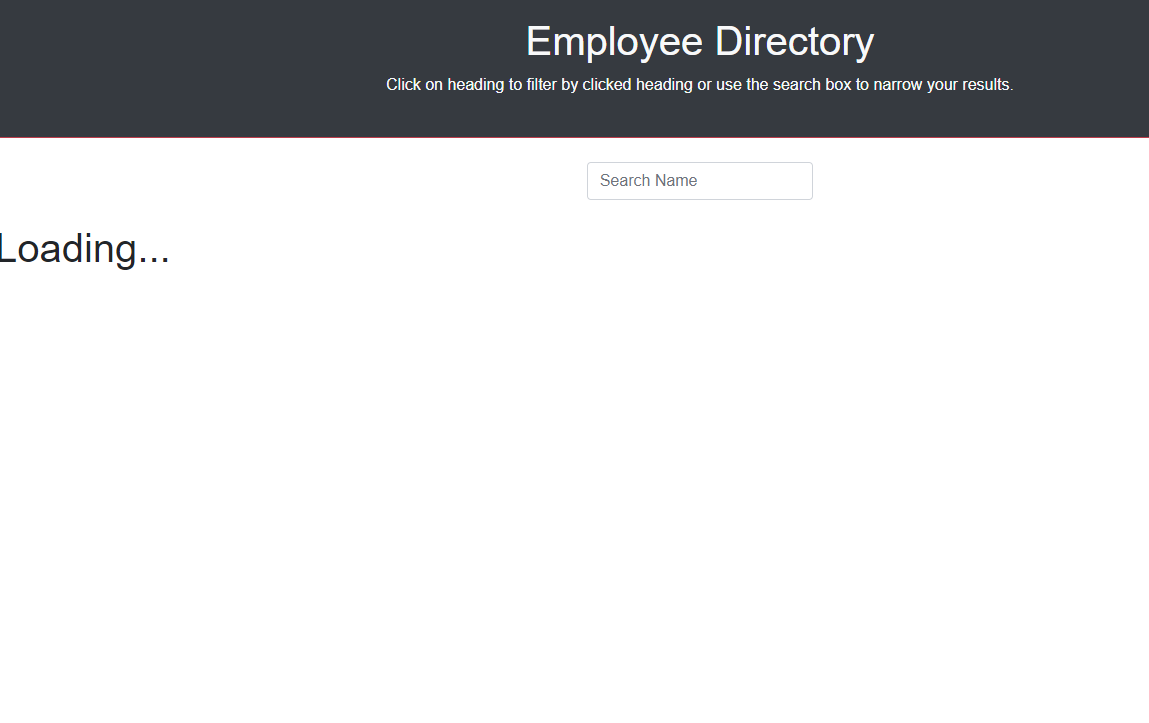 Employee Directory
Click on heading to filter by clicked heading or use the search box to narrow your results.
Search Name
Loading...